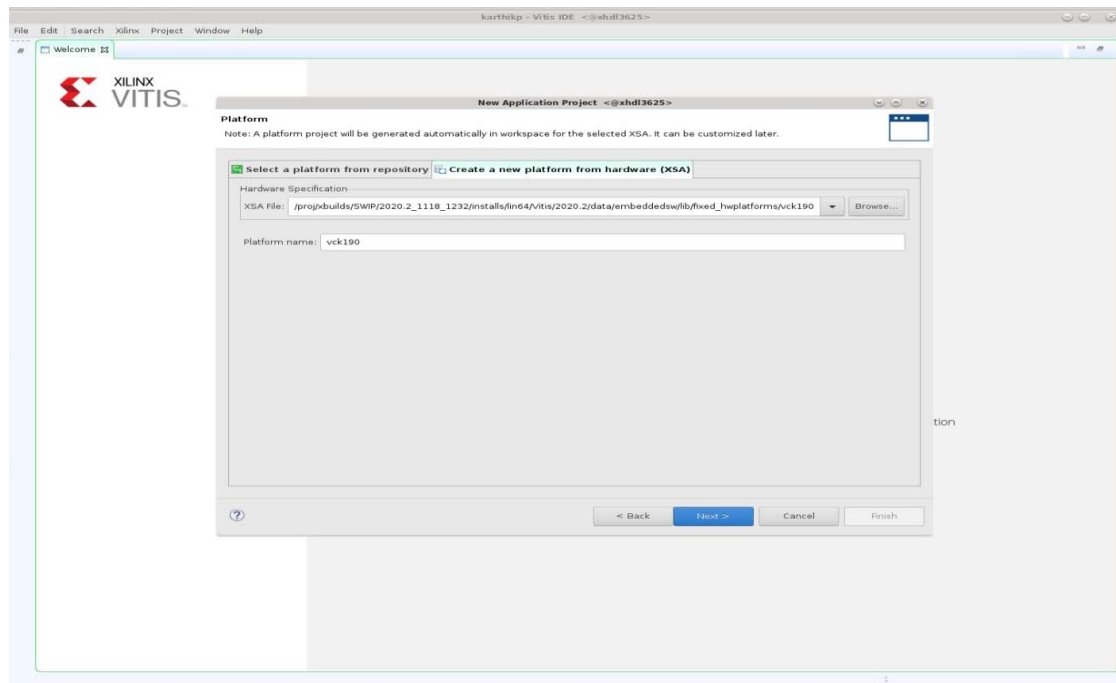 karthikp - Vitis IDE <@xhdl3625>
File Edit Search Xilinx Project Window Help
Welcome
XILINX
VITIS
New Application Project <@xhdl3625>
Platform
Note: A platform project will be generated automatically in workspace for the selected XSA. It can be customized later.
Select a platform from repository Create a new platform from hardware (XSA)
Hardware Specification
XSA File: /proj/xbuilds/SWIP/2020.2_1118_1232/installs/lin64/Vitis/2020.2/data/embeddedsw/lib/fixed_hwplatforms/vck190 Browse...
Platform name: vck190
tion
? < Back Next > Cancel Finish